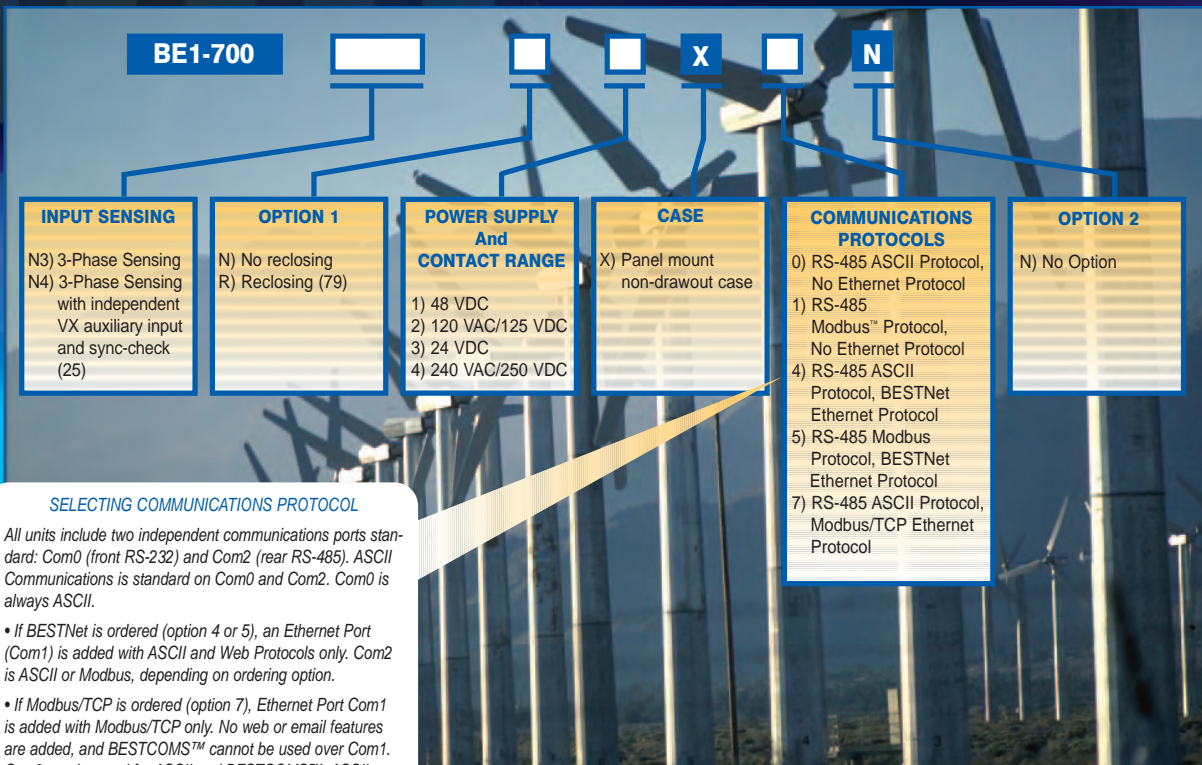 BE1-700
X
N
INPUT SENSING
N3) 3-Phase Sensing
N4) 3-Phase Sensing
with independent
VX auxiliary input
and sync-check
(25)
OPTION 1
N) No reclosing
R) Reclosing (79)
POWER SUPPLY
And
CONTACT RANGE
1) 48 VDC
2) 120 VAC/125 VDC
3) 24 VDC
4) 240 VAC/250 VDC
CASE
X) Panel mount
non-drawout case
COMMUNICATIONS
PROTOCOLS
0) RS-485 ASCII Protocol,
No Ethernet Protocol
1) RS-485
Modbus™ Protocol,
No Ethernet Protocol
4) RS-485 ASCII
Protocol, BESTNet
Ethernet Protocol
5) RS-485 Modbus
Protocol, BESTNet
Ethernet Protocol
7) RS-485 ASCII Protocol,
Modbus/TCP Ethernet
Protocol
OPTION 2
N) No Option
SELECTING COMMUNICATIONS PROTOCOL
All units include two independent communications ports stan-
dard: Com0 (front RS-232) and Com2 (rear RS-485). ASCII
Communications is standard on Com0 and Com2. Com0 is
always ASCII.
• If BESTNet is ordered (option 4 or 5), an Ethernet Port
(Com1) is added with ASCII and Web Protocols only. Com2
is ASCII or Modbus, depending on ordering option.
• If Modbus/TCP is ordered (option 7), Ethernet Port Com1
is added with Modbus/TCP only. No web or email features
are added, and BESTCOMS™ cannot be used over Com1.